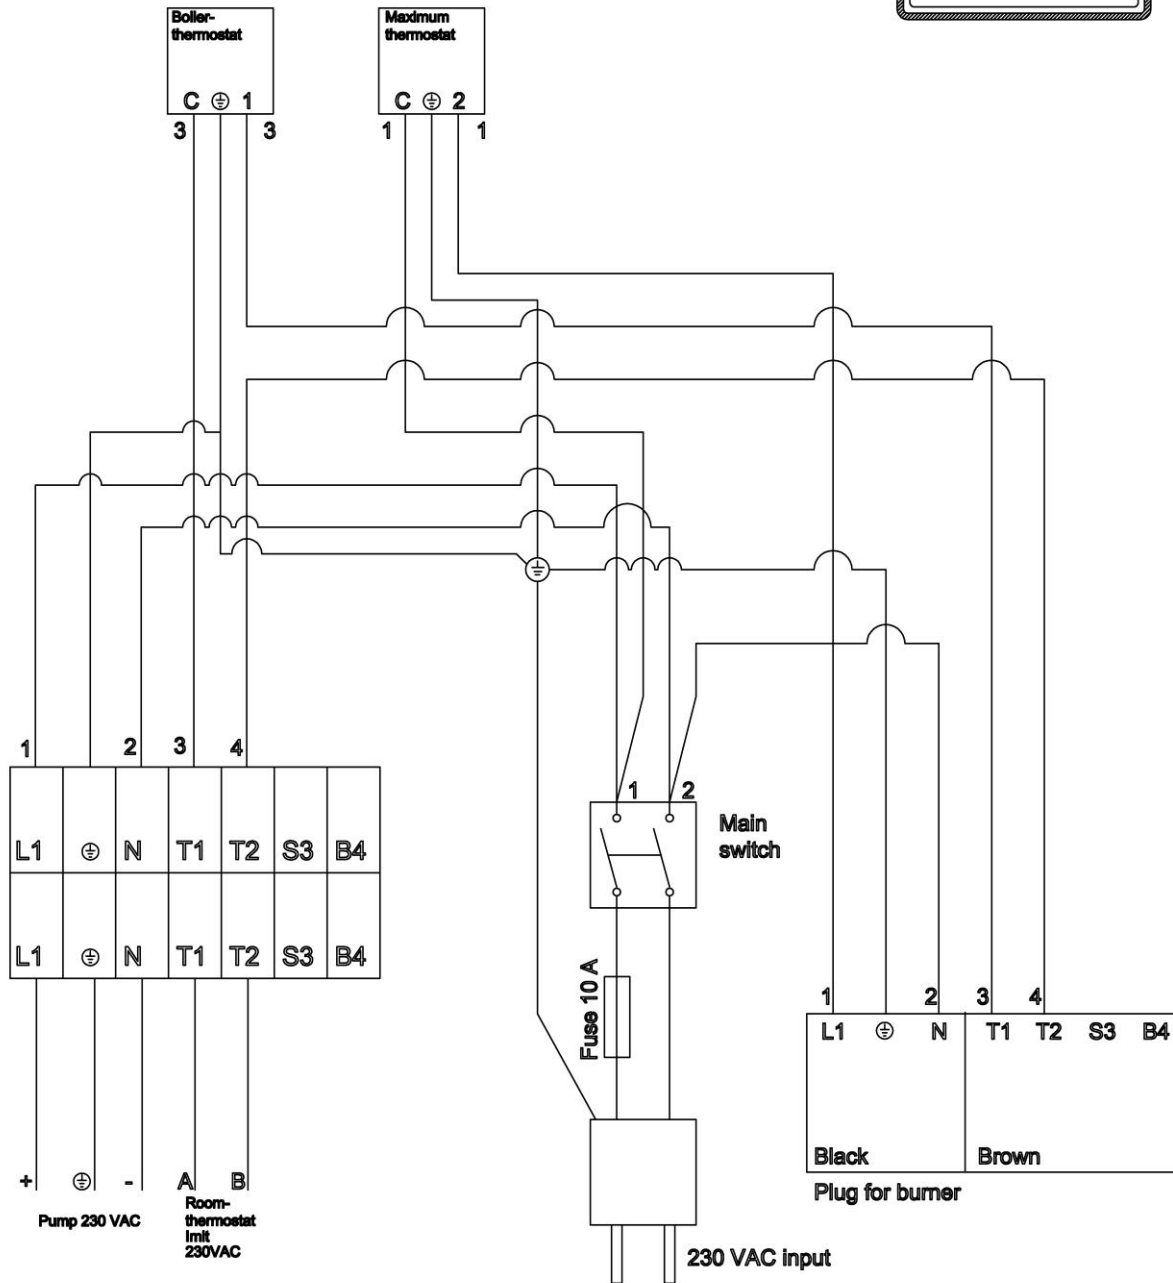 Boiler-
thermostat
Maximum
thermostat
C ⏚ 1
C ⏚ 2
3 3
1 1
1 2 3 4
L1 ⏚ N T1 T2 S3 B4
L1 ⏚ N T1 T2 S3 B4
1 2
Main
switch
Fuse 10 A
1 2 3 4
L1 ⏚ N T1 T2 S3 B4
Black Brown
Plug for burner
+ ⏚ - A B
Pump 230 VAC
Room-
thermostat
Imit
230VAC
230 VAC input